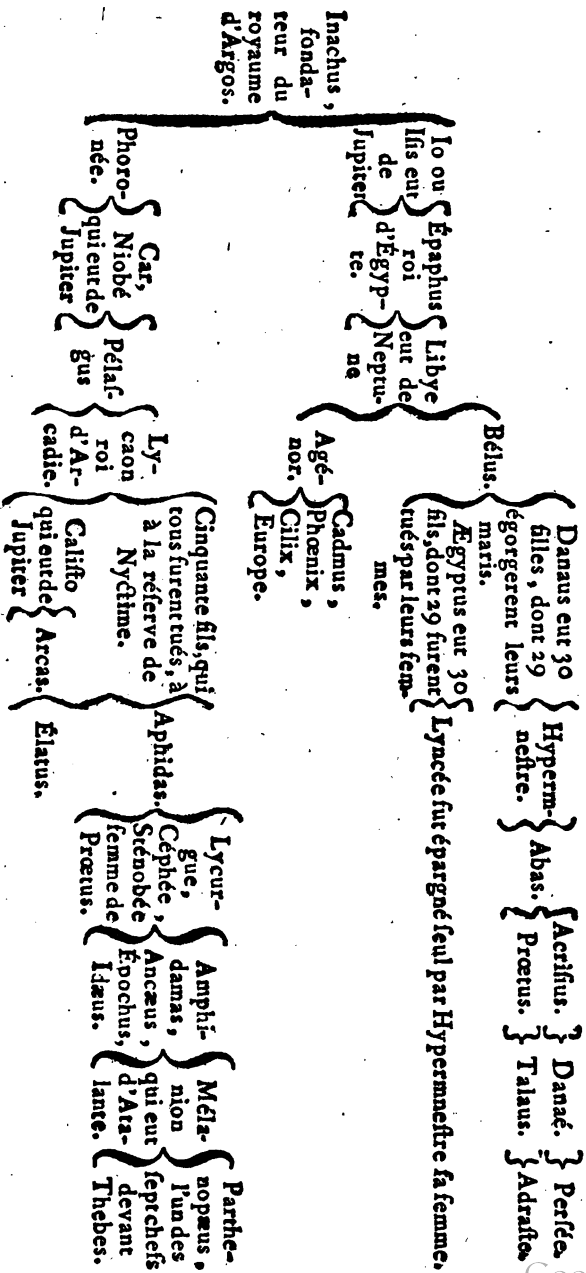 Inachus,
fonda-
teur du
royaume
d'Argos.
Io ou
Iſis eut
de
Jupiter
Épaphus
roi
d'Égyp-
te.
Libye
eut de
Neptu-
ne
Bélus.
Danaus eut 30
filles, dont 29
égorgerent leurs
maris.
Hyperm-
neſtre.
Abas.
Acriſius.
Danaé.
Perſée.
Prœtus.
Talaus.
Adraſte.
Ægyptus eut 30
fils, dont 29 furent
tués par leurs fem-
mes.
Lyncée fut épargné ſeul par Hypermneſtre ſa femme.
Agé-
nor.
Cadmus,
Phœnix,
Cilix,
Europe.
Phoro-
née.
Car,
Niobé
qui eut de
Jupiter
Pélaſ-
gus
Ly-
caon
roi
d'Ar-
cadie.
Cinquante fils, qui
tous furent tués, à
à la réſerve de
Nyctime.
Caliſto
qui eut de
Jupiter
Arcas.
Aphidas.
Élatus.
Lycur-
gue,
Céphée,
Sténobée
femme de
Prœtus.
Amphi-
damas,
Ancæus,
Épochus,
Idæus.
Méla-
nion
qui eut
d'Ata-
lante.
Parthe-
nopæus,
l'un des
ſept chefs
devant
Thebes.